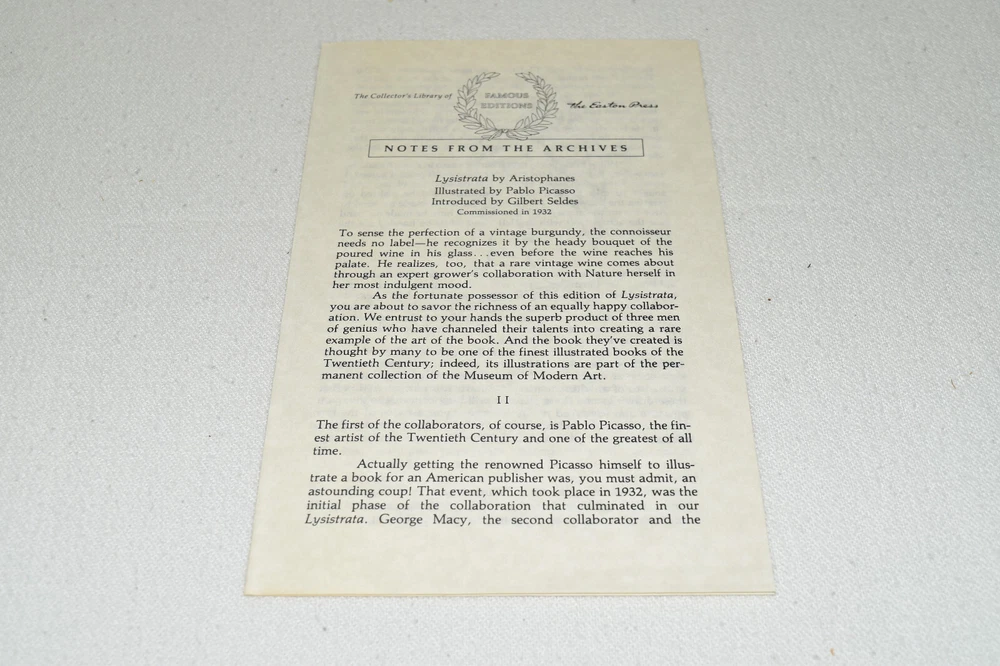 The Collector's Library of
FAMOUS
EDITIONS
The Easton Press
NOTES FROM THE ARCHIVES
Lysistrata by Aristophanes
Illustrated by Pablo Picasso
Introduced by Gilbert Seldes
Commissioned in 1932
To sense the perfection of a vintage burgundy, the connoisseur
needs no label—he recognizes it by the heady bouquet of the
poured wine in his glass...even before the wine reaches his
palate. He realizes, too, that a rare vintage wine comes about
through an expert grower's collaboration with Nature herself in
her most indulgent mood.
As the fortunate possessor of this edition of Lysistrata,
you are about to savor the richness of an equally happy collabor-
ation. We entrust to your hands the superb product of three men
of genius who have channeled their talents into creating a rare
example of the art of the book. And the book they've created is
thought by many to be one of the finest illustrated books of the
Twentieth Century; indeed, its illustrations are part of the per-
manent collection of the Museum of Modern Art.
II
The first of the collaborators, of course, is Pablo Picasso, the fin-
est artist of the Twentieth Century and one of the greatest of all
time.
Actually getting the renowned Picasso himself to illus-
trate a book for an American publisher was, you must admit, an
astounding coup! That event, which took place in 1932, was the
initial phase of the collaboration that culminated in our
Lysistrata. George Macy, the second collaborator and the